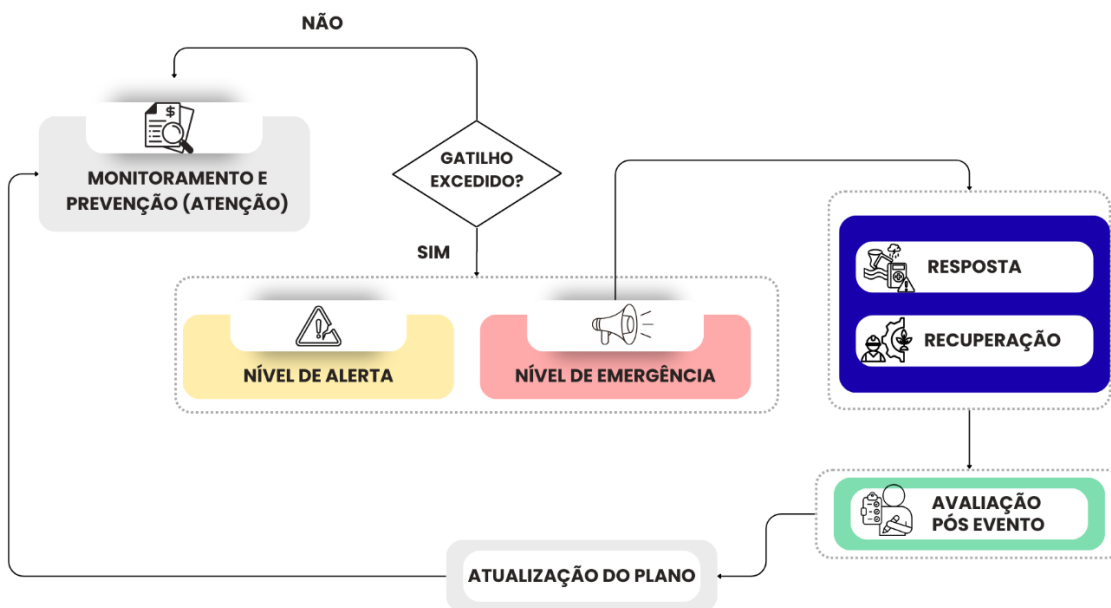 NÃO
MONITORAMENTO E
PREVENÇÃO (ATENÇÃO)
GATILHO
EXCEDIDO?
SIM
NÍVEL DE ALERTA
NÍVEL DE EMERGÊNCIA
RESPOSTA
RECUPERAÇÃO
AVALIAÇÃO
PÓS EVENTO
ATUALIZAÇÃO DO PLANO